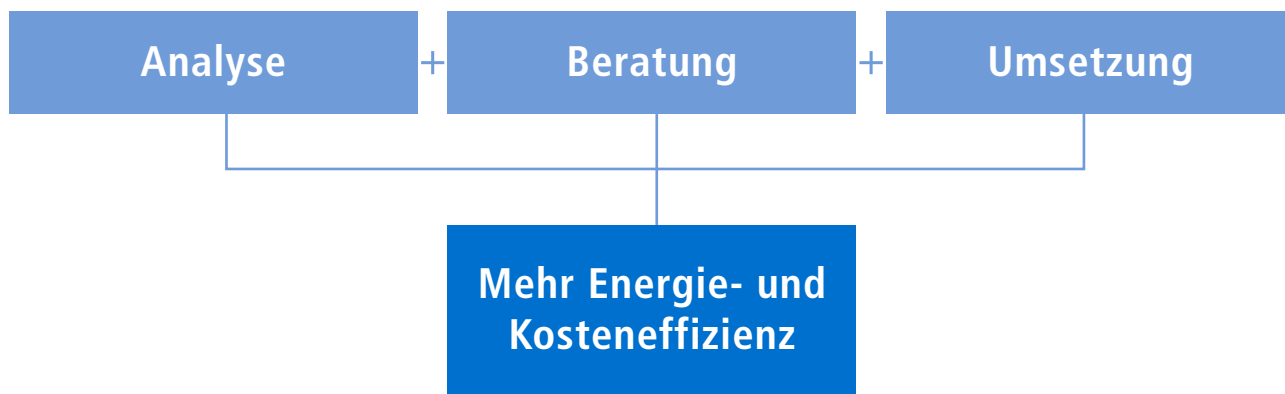 Analyse + Beratung + Umsetzung
Mehr Energie- und
Kosteneffizienz